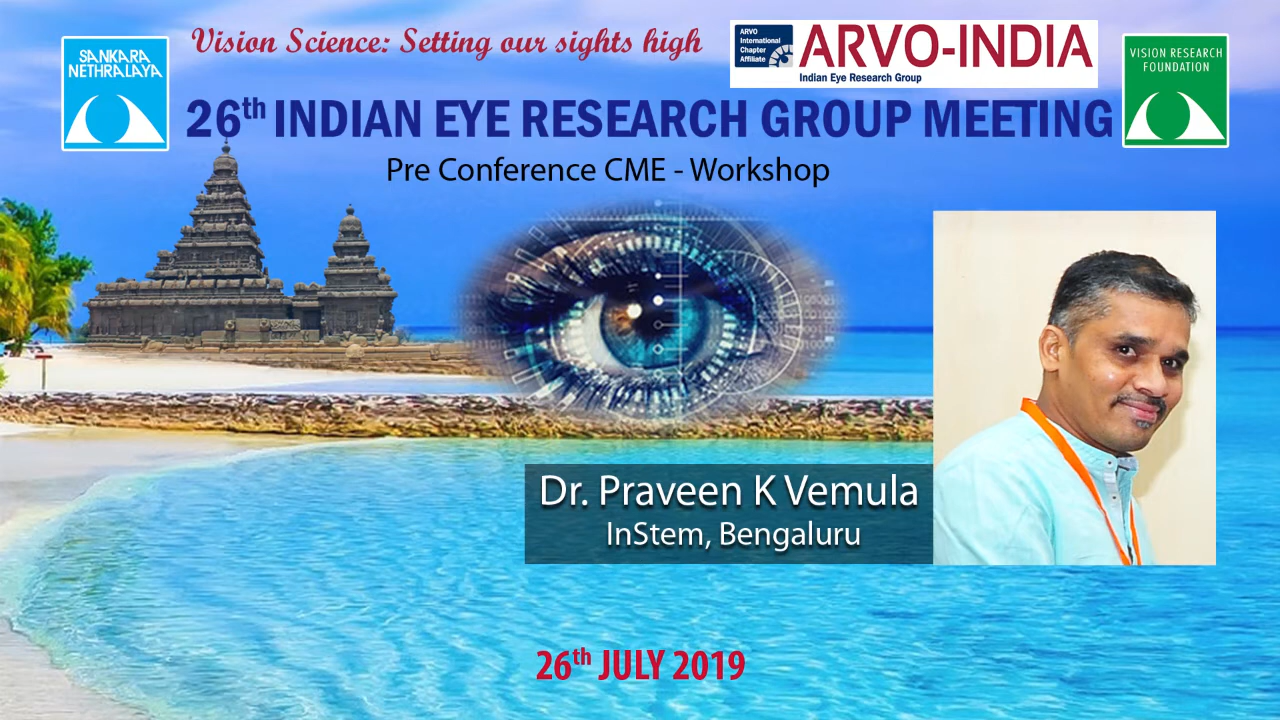 Vision Science: Setting our sights high
ARVO
International
Chapter
Affiliate
ARVO-INDIA
Indian Eye Research Group
SANKARA
NETHRALAYA
VISION RESEARCH
FOUNDATION
26th INDIAN EYE RESEARCH GROUP MEETING
Pre Conference CME - Workshop
Dr. Praveen K Vemula
InStem, Bengaluru
26th JULY 2019